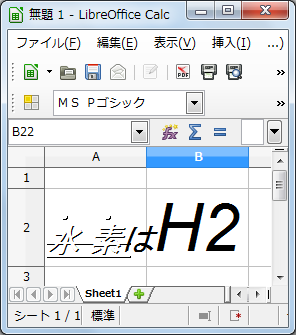 無題 1 - LibreOffice Calc
ファイル(F) 編集(E) 表示(V) 挿入(I) ...
ＭＳ Ｐゴシック
B22
A B
1
2 水素はH2
3
Sheet1
シート 1 / 1 標準